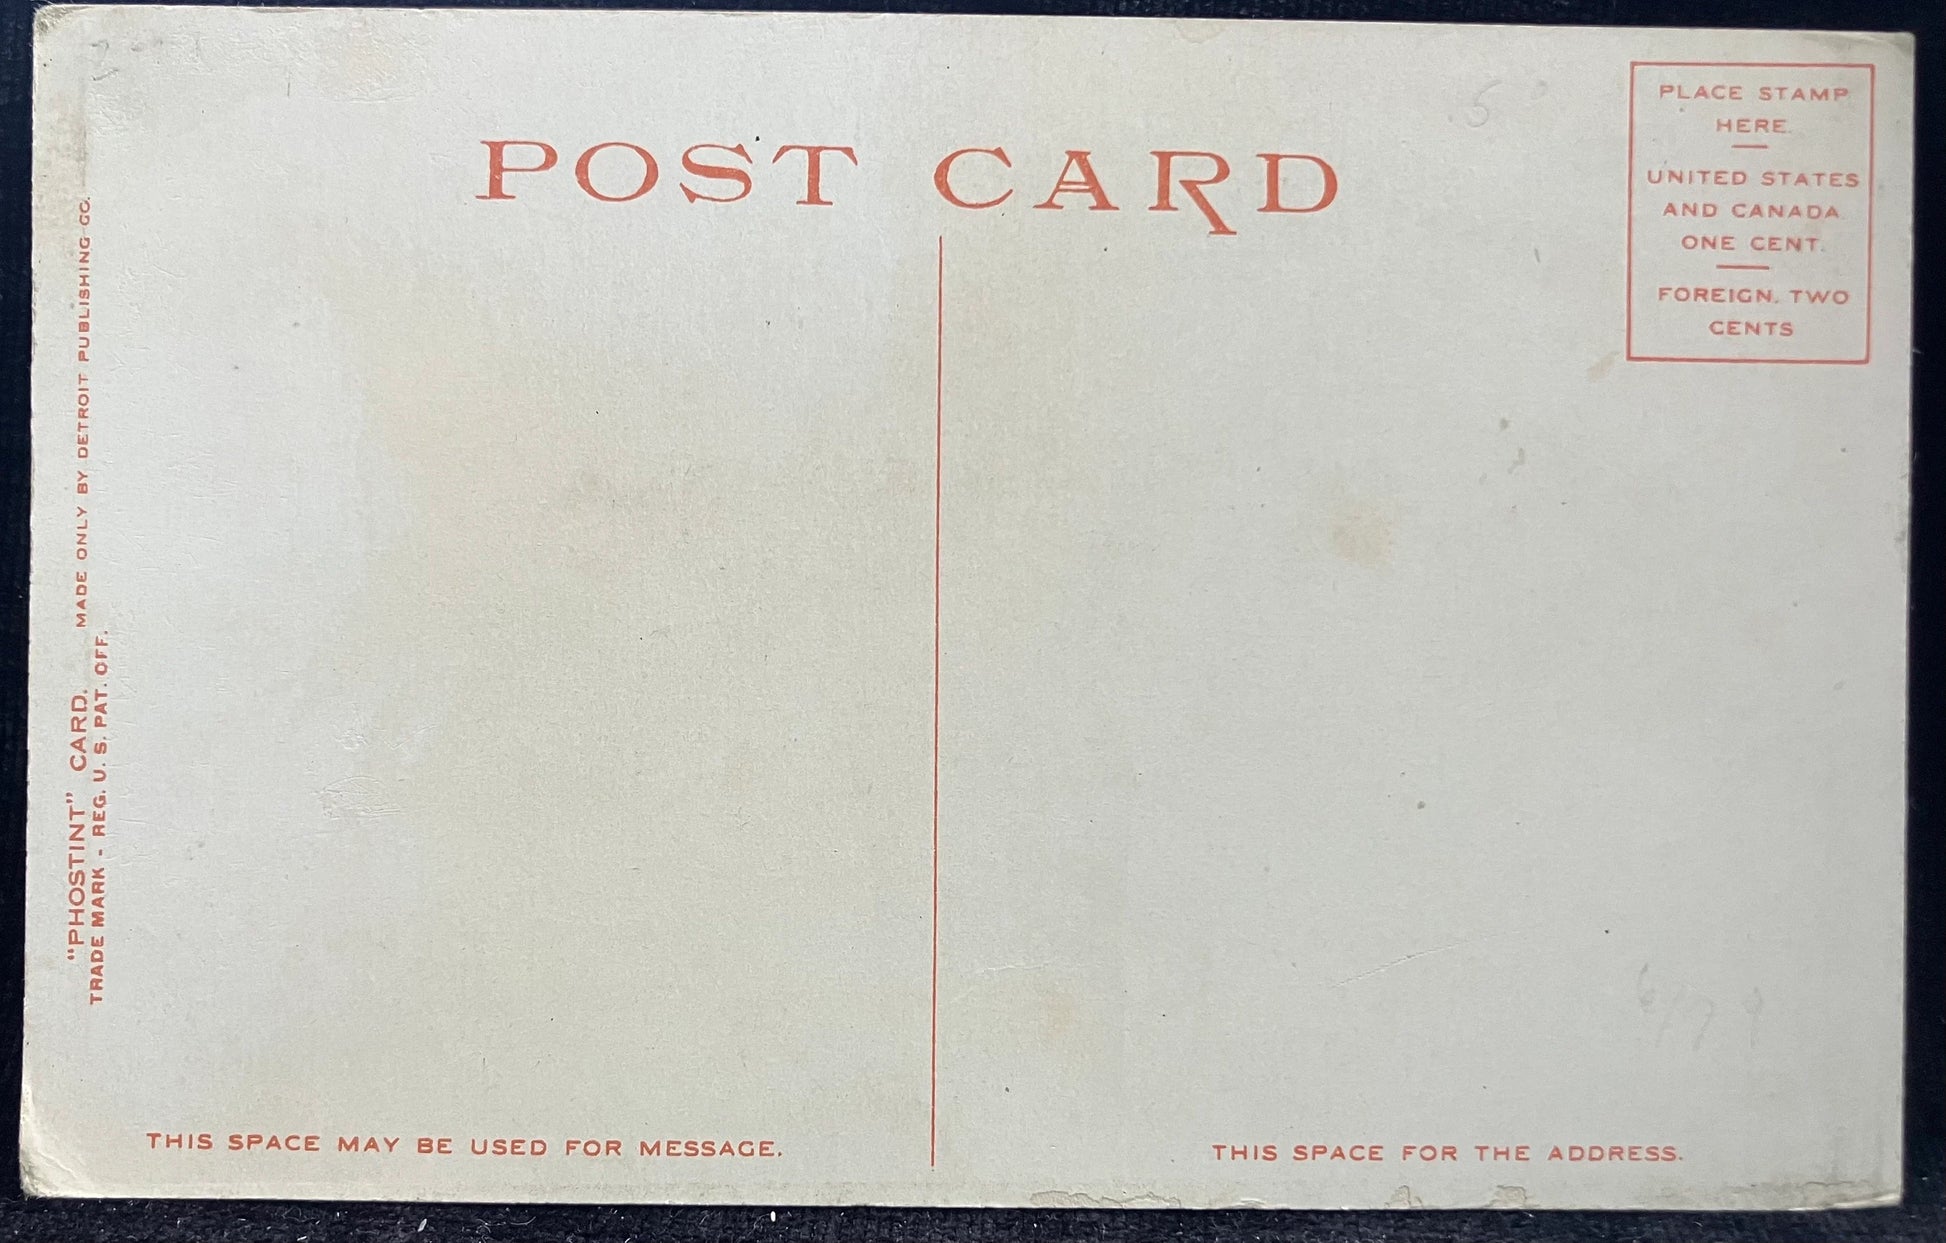 POST CARD
PLACE STAMP
HERE.
UNITED STATES
AND CANADA
ONE CENT.
FOREIGN, TWO
CENTS
"PHOSTINT" CARD. MADE ONLY BY DETROIT PUBLISHING CO.
TRADE MARK - REG. U. S. PAT. OFF.
THIS SPACE MAY BE USED FOR MESSAGE.
THIS SPACE FOR THE ADDRESS.